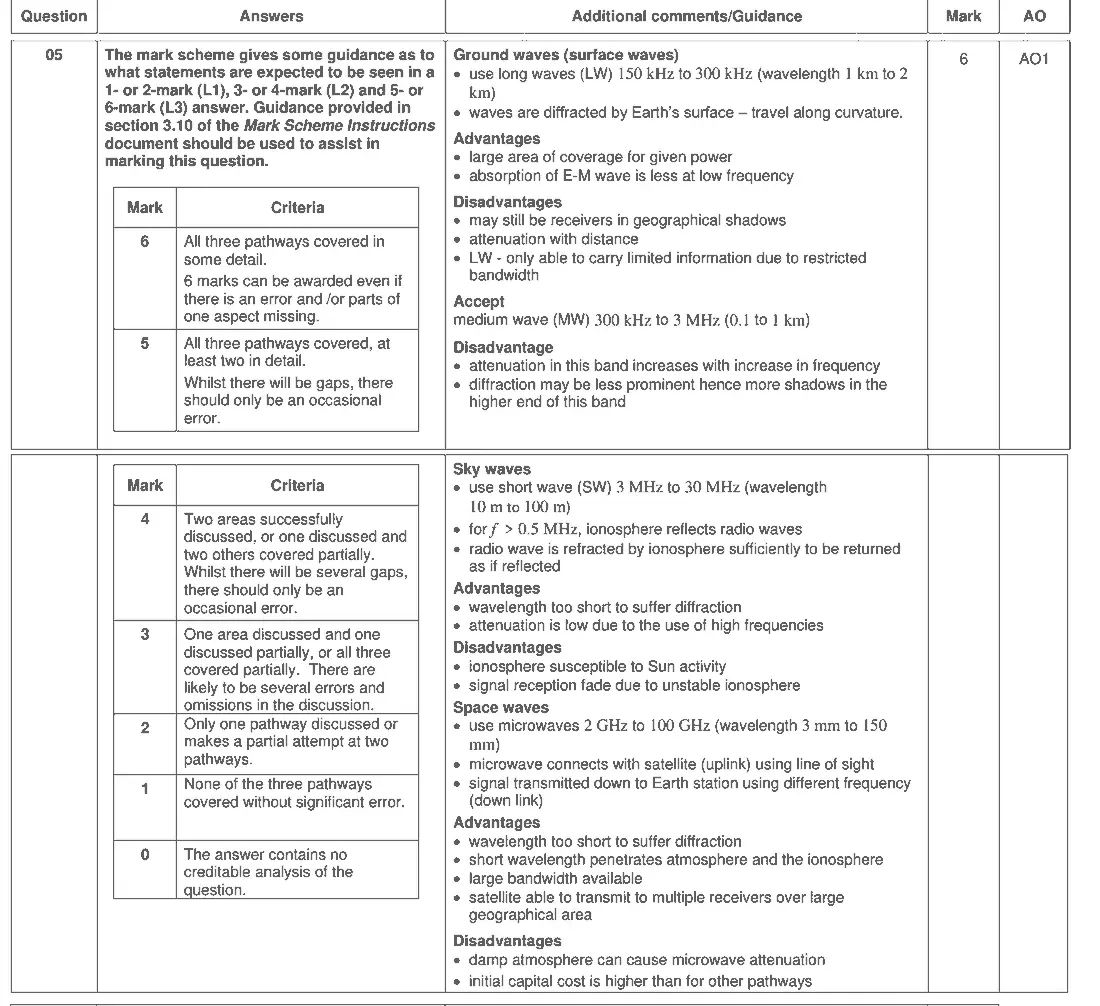 Question Answers Additional comments/Guidance Mark AO
05
The mark scheme gives some guidance as to
what statements are expected to be seen in a
1- or 2-mark (L1), 3- or 4-mark (L2) and 5- or
6-mark (L3) answer. Guidance provided in
section 3.10 of the Mark Scheme Instructions
document should be used to assist in
marking this question.
Mark Criteria
6 All three pathways covered in
some detail.
6 marks can be awarded even if
there is an error and /or parts of
one aspect missing.
5 All three pathways covered, at
least two in detail.
Whilst there will be gaps, there
should only be an occasional
error.
Ground waves (surface waves)
• use long waves (LW) 150 kHz to 300 kHz (wavelength 1 km to 2
km)
• waves are diffracted by Earth's surface – travel along curvature.
Advantages
• large area of coverage for given power
• absorption of E-M wave is less at low frequency
Disadvantages
• may still be receivers in geographical shadows
• attenuation with distance
• LW - only able to carry limited information due to restricted
bandwidth
Accept
medium wave (MW) 300 kHz to 3 MHz (0.1 to 1 km)
Disadvantage
• attenuation in this band increases with increase in frequency
• diffraction may be less prominent hence more shadows in the
higher end of this band
6
AO1
Mark Criteria
4 Two areas successfully
discussed, or one discussed and
two others covered partially.
Whilst there will be several gaps,
there should only be an
occasional error.
3 One area discussed and one
discussed partially, or all three
covered partially. There are
likely to be several errors and
omissions in the discussion.
2 Only one pathway discussed or
makes a partial attempt at two
pathways.
1 None of the three pathways
covered without significant error.
0 The answer contains no
creditable analysis of the
question.
Sky waves
• use short wave (SW) 3 MHz to 30 MHz (wavelength
10 m to 100 m)
• for f > 0.5 MHz, ionosphere reflects radio waves
• radio wave is refracted by ionosphere sufficiently to be returned
as if reflected
Advantages
• wavelength too short to suffer diffraction
• attenuation is low due to the use of high frequencies
Disadvantages
• ionosphere susceptible to Sun activity
• signal reception fade due to unstable ionosphere
Space waves
• use microwaves 2 GHz to 100 GHz (wavelength 3 mm to 150
mm)
• microwave connects with satellite (uplink) using line of sight
• signal transmitted down to Earth station using different frequency
(down link)
Advantages
• wavelength too short to suffer diffraction
• short wavelength penetrates atmosphere and the ionosphere
• large bandwidth available
• satellite able to transmit to multiple receivers over large
geographical area
Disadvantages
• damp atmosphere can cause microwave attenuation
• initial capital cost is higher than for other pathways